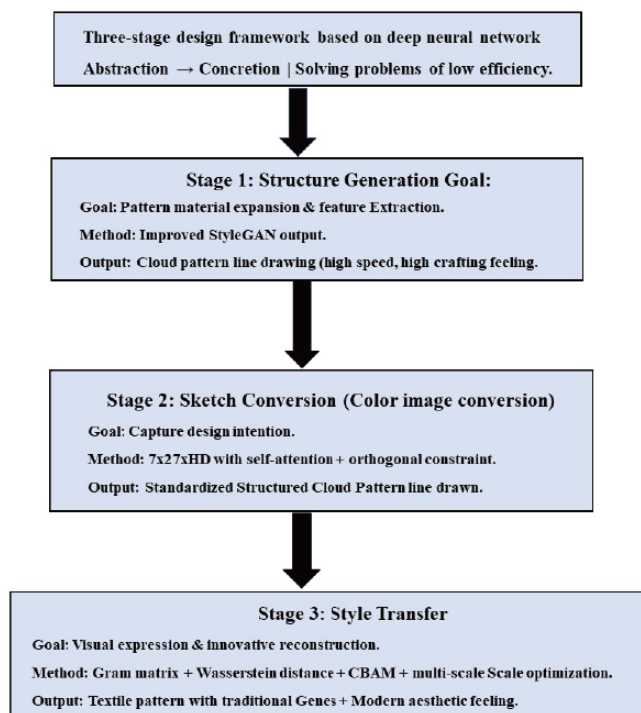 Three-stage design framework based on deep neural network
Abstraction → Concretion | Solving problems of low efficiency.
Stage 1: Structure Generation Goal:
Goal: Pattern material expansion & feature Extraction.
Method: Improved StyleGAN output.
Output: Cloud pattern line drawing (high speed, high crafting feeling.
Stage 2: Sketch Conversion (Color image conversion)
Goal: Capture design intention.
Method: 7x27xHD with self-attention + orthogonal constraint.
Output: Standardized Structured Cloud Pattern line drawn.
Stage 3: Style Transfer
Goal: Visual expression & innovative reconstruction.
Method: Gram matrix + Wasserstein distance + CBAM + multi-scale Scale optimization.
Output: Textile pattern with traditional Genes + Modern aesthetic feeling.